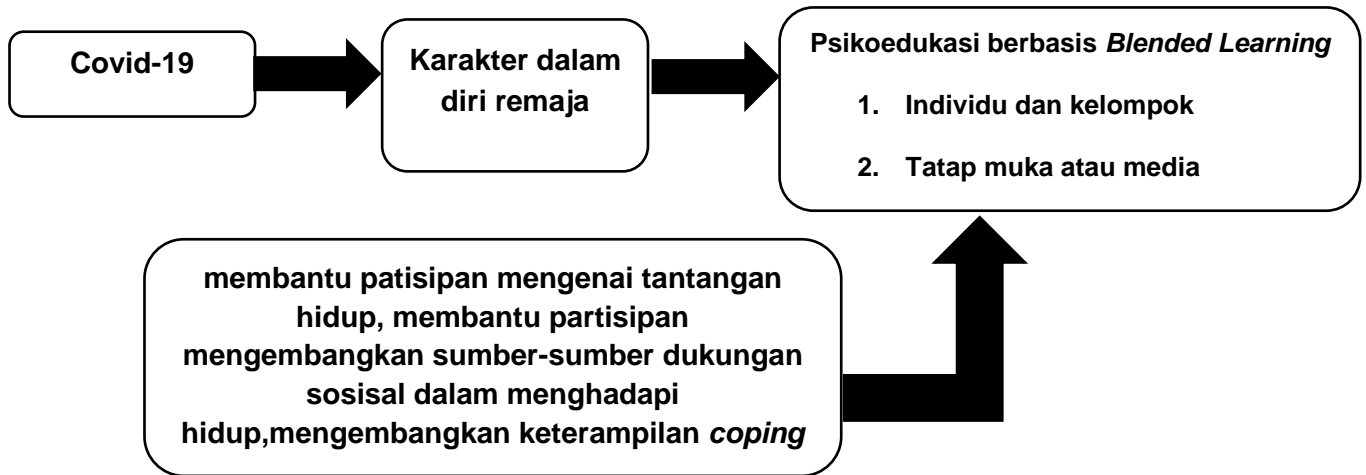 Covid-19
Karakter dalam
diri remaja
Psikoedukasi berbasis Blended Learning
1. Individu dan kelompok
2. Tatap muka atau media
membantu patisipan mengenai tantangan
hidup, membantu partisipan
mengembangkan sumber-sumber dukungan
sosisal dalam menghadapi
hidup,mengembangkan keterampilan coping